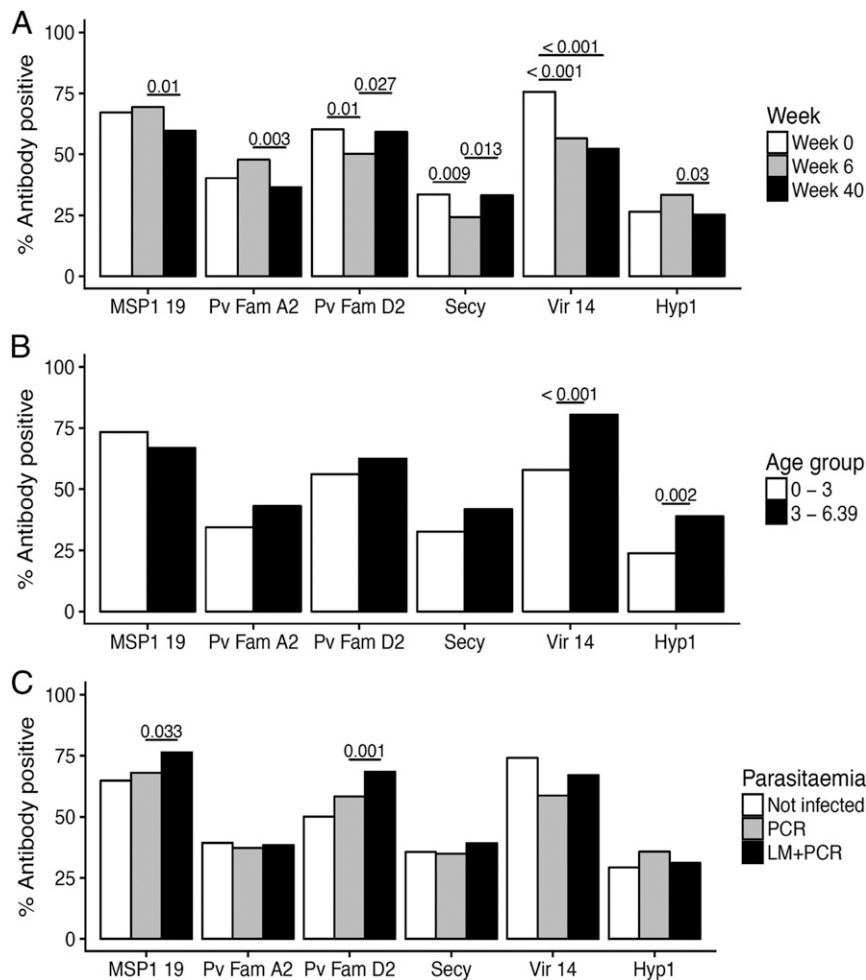 A
% Antibody positive
100
75
50
25
0
0.01
0.003
0.01
0.027
0.009
0.013
< 0.001
< 0.001
0.03
MSP1 19 Pv Fam A2 Pv Fam D2 Secy Vir 14 Hyp1
Week
Week 0
Week 6
Week 40
B
% Antibody positive
100
75
50
25
0
< 0.001
0.002
MSP1 19 Pv Fam A2 Pv Fam D2 Secy Vir 14 Hyp1
Age group
0 – 3
3 – 6.39
C
% Antibody positive
100
75
50
25
0
0.033
0.001
MSP1 19 Pv Fam A2 Pv Fam D2 Secy Vir 14 Hyp1
Parasitaemia
Not infected
PCR
LM+PCR